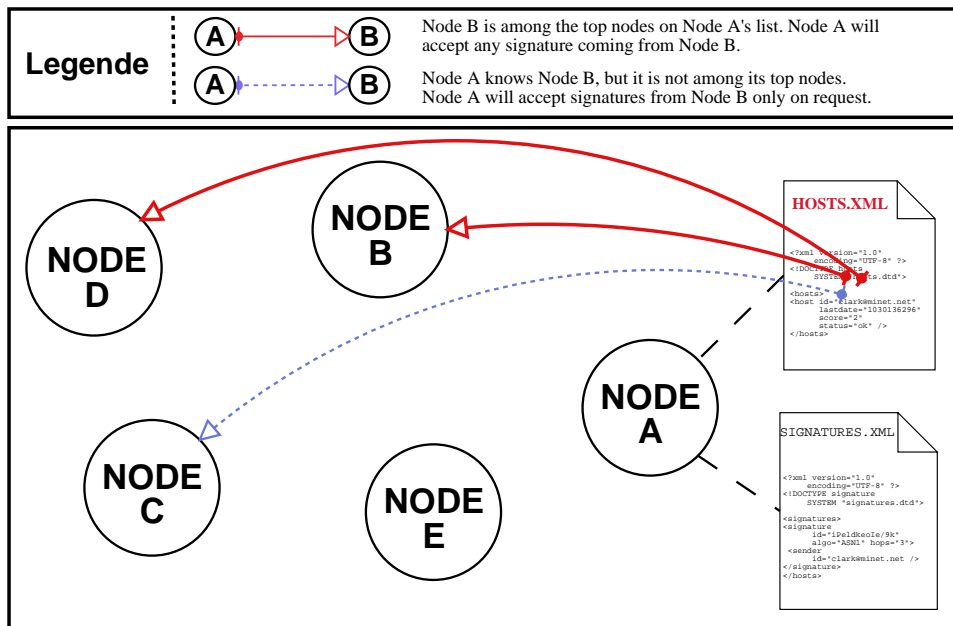 Legende
A B
Node B is among the top nodes on Node A's list. Node A will
accept any signature coming from Node B.
A B
Node A knows Node B, but it is not among its top nodes.
Node A will accept signatures from Node B only on request.
NODE
D
NODE
B
HOSTS.XML
<?xml version="1.0"
encoding="UTF-8" ?>
<!DOCTYPE hosts
SYSTEM
<hosts>
<host id="clark@minet.net"
lastdate="1030136296"
score="2"
status="ok" />
</hosts>
NODE
A
NODE
C
NODE
E
SIGNATURES.XML
<?xml version="1.0"
encoding="UTF-8" ?>
<!DOCTYPE signature
SYSTEM "signatures.dtd">
<signatures>
<signature
id="iPeldkeoIe/9k"
algo="ASN1" hops="3">
<sender
id="clark@minet.net />
</signature>
</hosts>